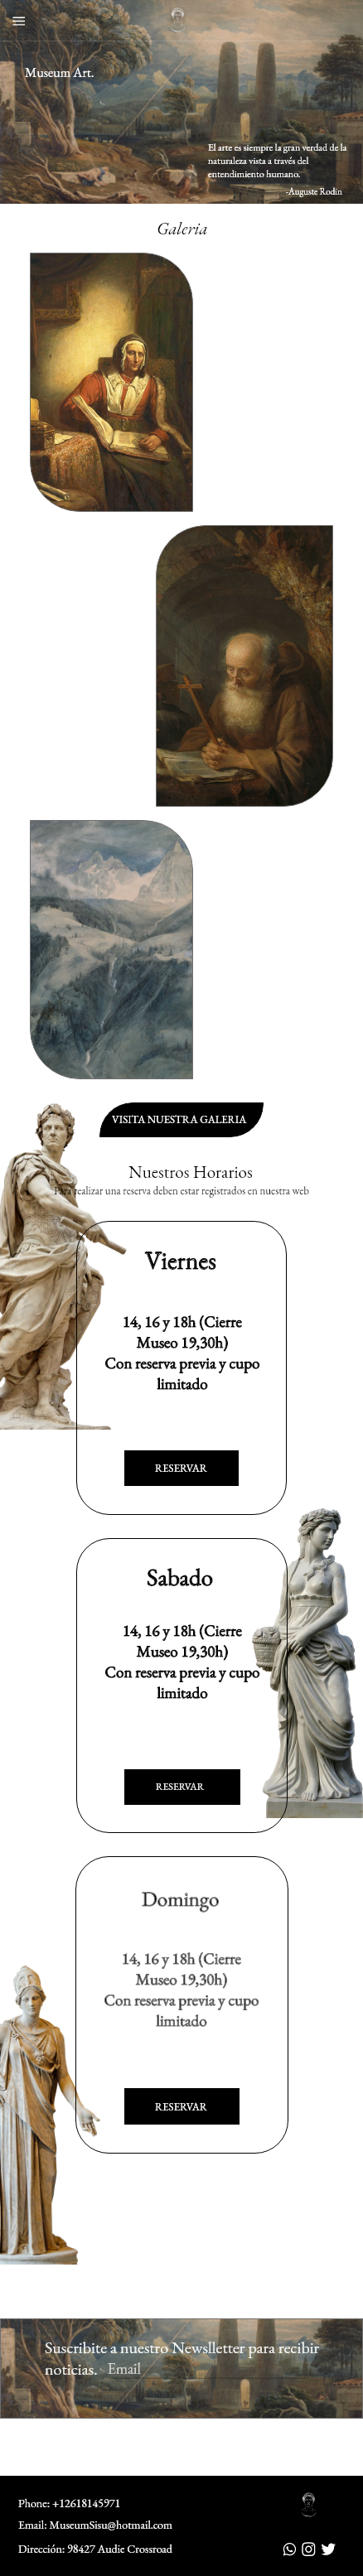 Museum Art.
El arte es siempre la gran verdad de la
naturaleza vista a través del
entendimiento humano.
-Auguste Rodin
Galeria
VISITA NUESTRA GALERIA
Nuestros Horarios
Para realizar una reserva deben estar registrados en nuestra web
Viernes
14, 16 y 18h (Cierre
Museo 19,30h)
Con reserva previa y cupo
limitado
RESERVAR
Sabado
14, 16 y 18h (Cierre
Museo 19,30h)
Con reserva previa y cupo
limitado
RESERVAR
Domingo
14, 16 y 18h (Cierre
Museo 19,30h)
Con reserva previa y cupo
limitado
RESERVAR
Suscribite a nuestro Newslletter para recibir
noticias. Email
Phone: +12618145971
Email: MuseumSisu@hotmail.com
Dirección: 98427 Audie Crossroad